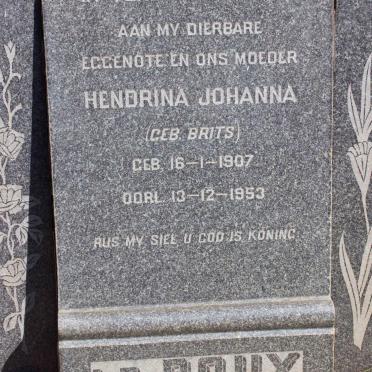 AAN MY DIERBARE
EGGENOTE EN ONS MOEDER
HENDRINA JOHANNA
(GEB. BRITS)
GEB. 16-1-1907
OORL. 13-12-1953
RUS MY SIEL U GOD IS KONING